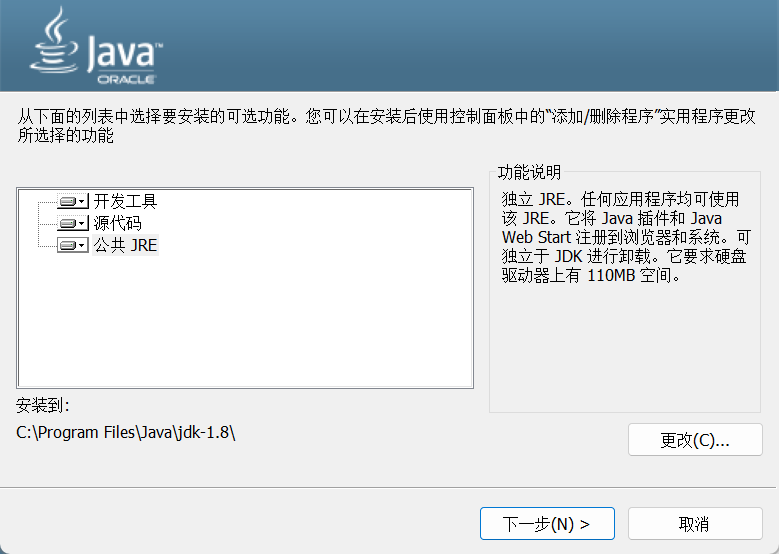 Java™
ORACLE
从下面的列表中选择要安装的可选功能。您可以在安装后使用控制面板中的“添加/删除程序”实用程序更改
所选择的功能
开发工具
源代码
公共 JRE
功能说明
独立 JRE。任何应用程序均可使用
该 JRE。它将 Java 插件和 Java
Web Start 注册到浏览器和系统。可
独立于 JDK 进行卸载。它要求硬盘
驱动器上有 110MB 空间。
安装到:
C:\Program Files\Java\jdk-1.8\
更改(C)...
下一步(N) >
取消